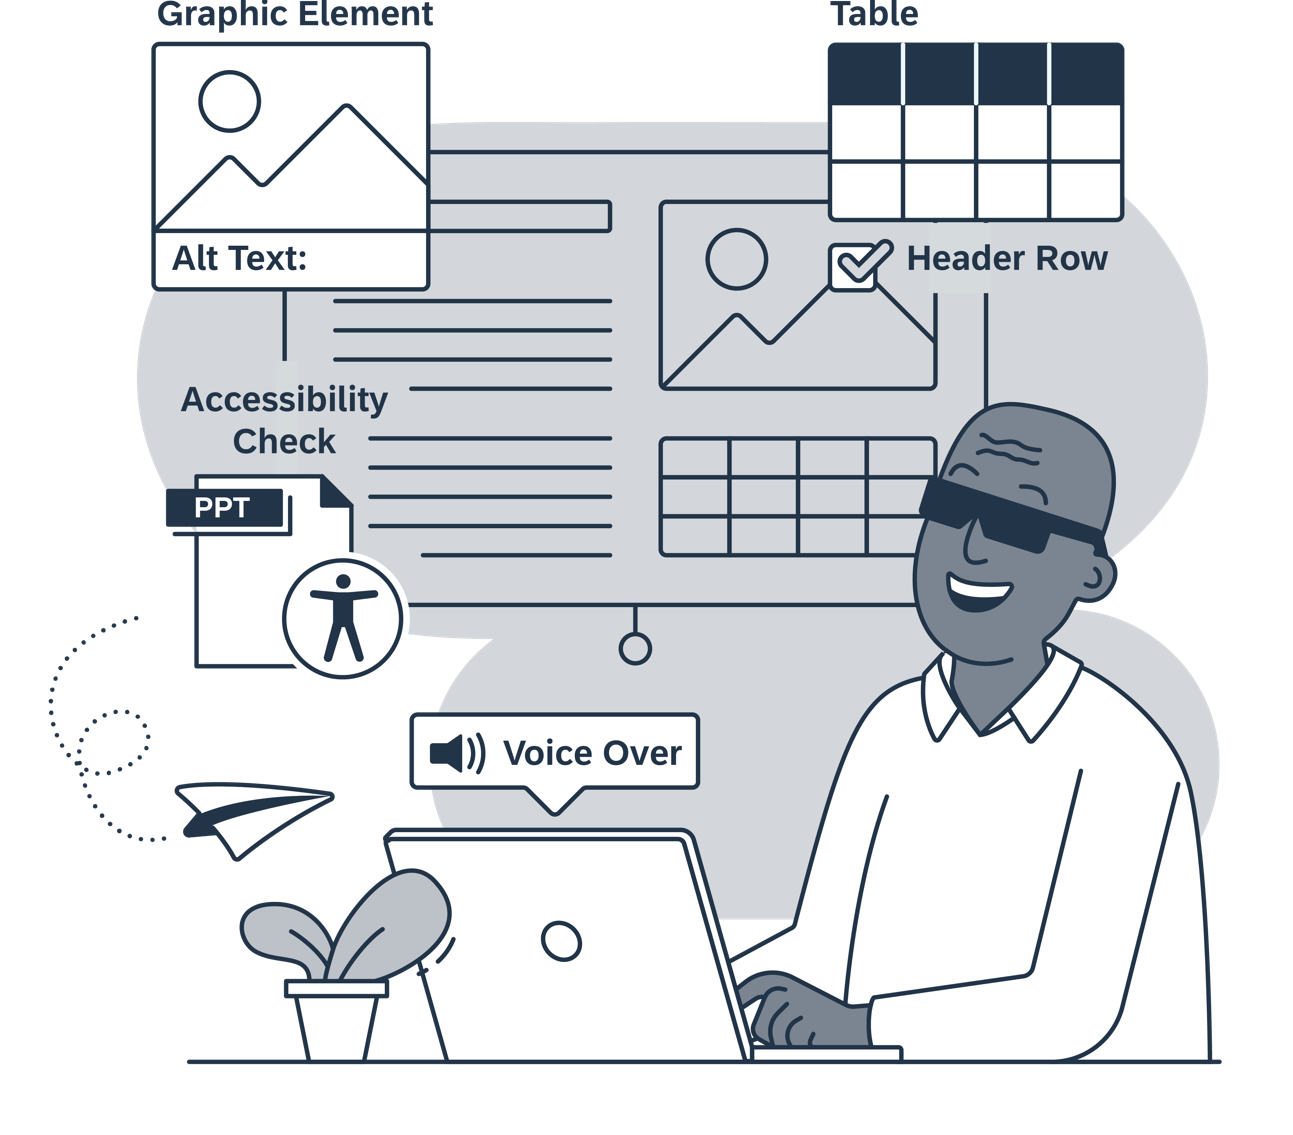 Graphic Element
Table
Alt Text:
Header Row
Accessibility
Check
PPT
Voice Over